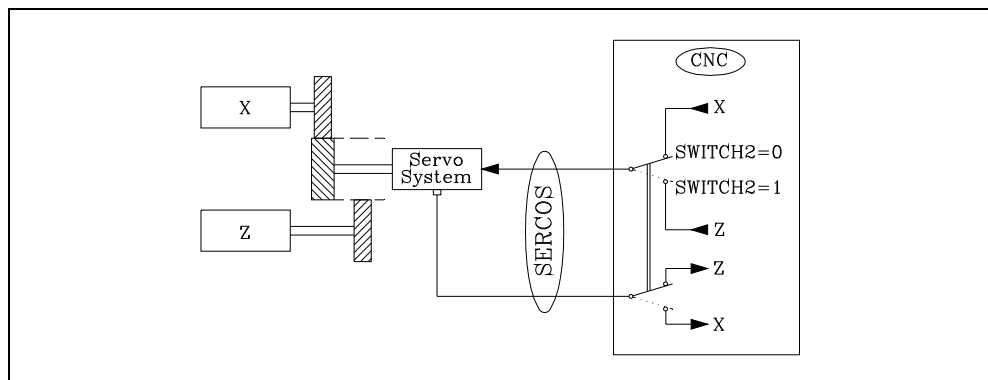 CNC
X
X
SWITCH2=0
Servo
System
SWITCH2=1
SERCOS
Z
Z
Z
X